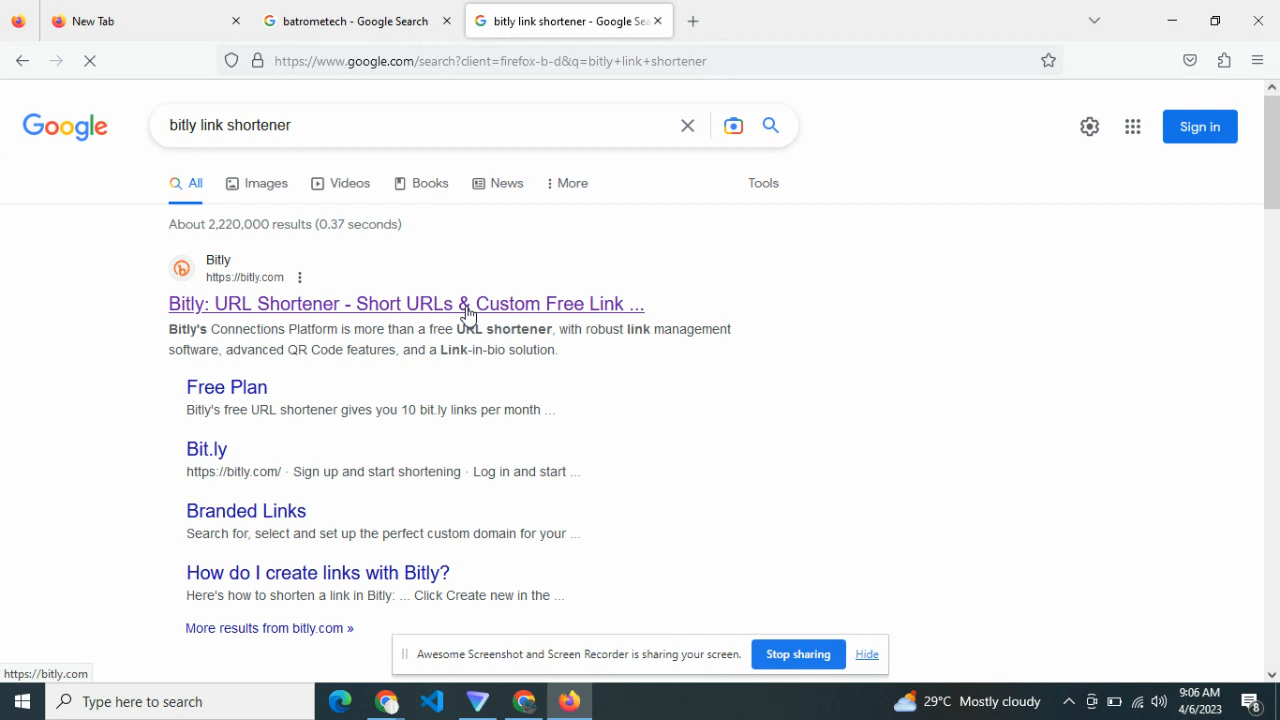 New Tab
batrometech - Google Search
bitly link shortener - Google Sea
https://www.google.com/search?client=firefox-b-d&q=bitly+link+shortener
Google
bitly link shortener
Sign in
All
Images
Videos
Books
News
More
Tools
About 2,220,000 results (0.37 seconds)
Bitly
https://bitly.com
Bitly: URL Shortener - Short URLs & Custom Free Link ...
Bitly's Connections Platform is more than a free URL shortener, with robust link management
software, advanced QR Code features, and a Link-in-bio solution.
Free Plan
Bitly's free URL shortener gives you 10 bit.ly links per month ...
Bit.ly
https://bitly.com/ · Sign up and start shortening · Log in and start ...
Branded Links
Search for, select and set up the perfect custom domain for your ...
How do I create links with Bitly?
Here's how to shorten a link in Bitly: ... Click Create new in the ...
More results from bitly.com »
Awesome Screenshot and Screen Recorder is sharing your screen.
Stop sharing
Hide
https://bitly.com
Type here to search
29°C Mostly cloudy
9:06 AM
4/6/2023
8